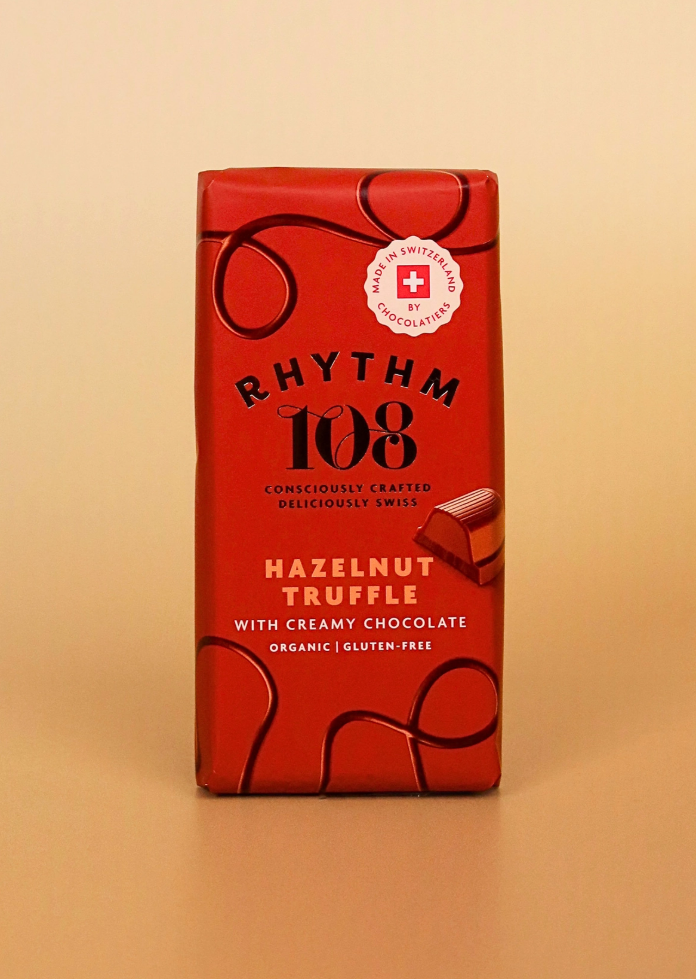 MADE IN SWITZERLAND
BY
CHOCOLATIERS
RHYTHM
108
CONSCIOUSLY CRAFTED
DELICIOUSLY SWISS
HAZELNUT
TRUFFLE
WITH CREAMY CHOCOLATE
ORGANIC | GLUTEN-FREE